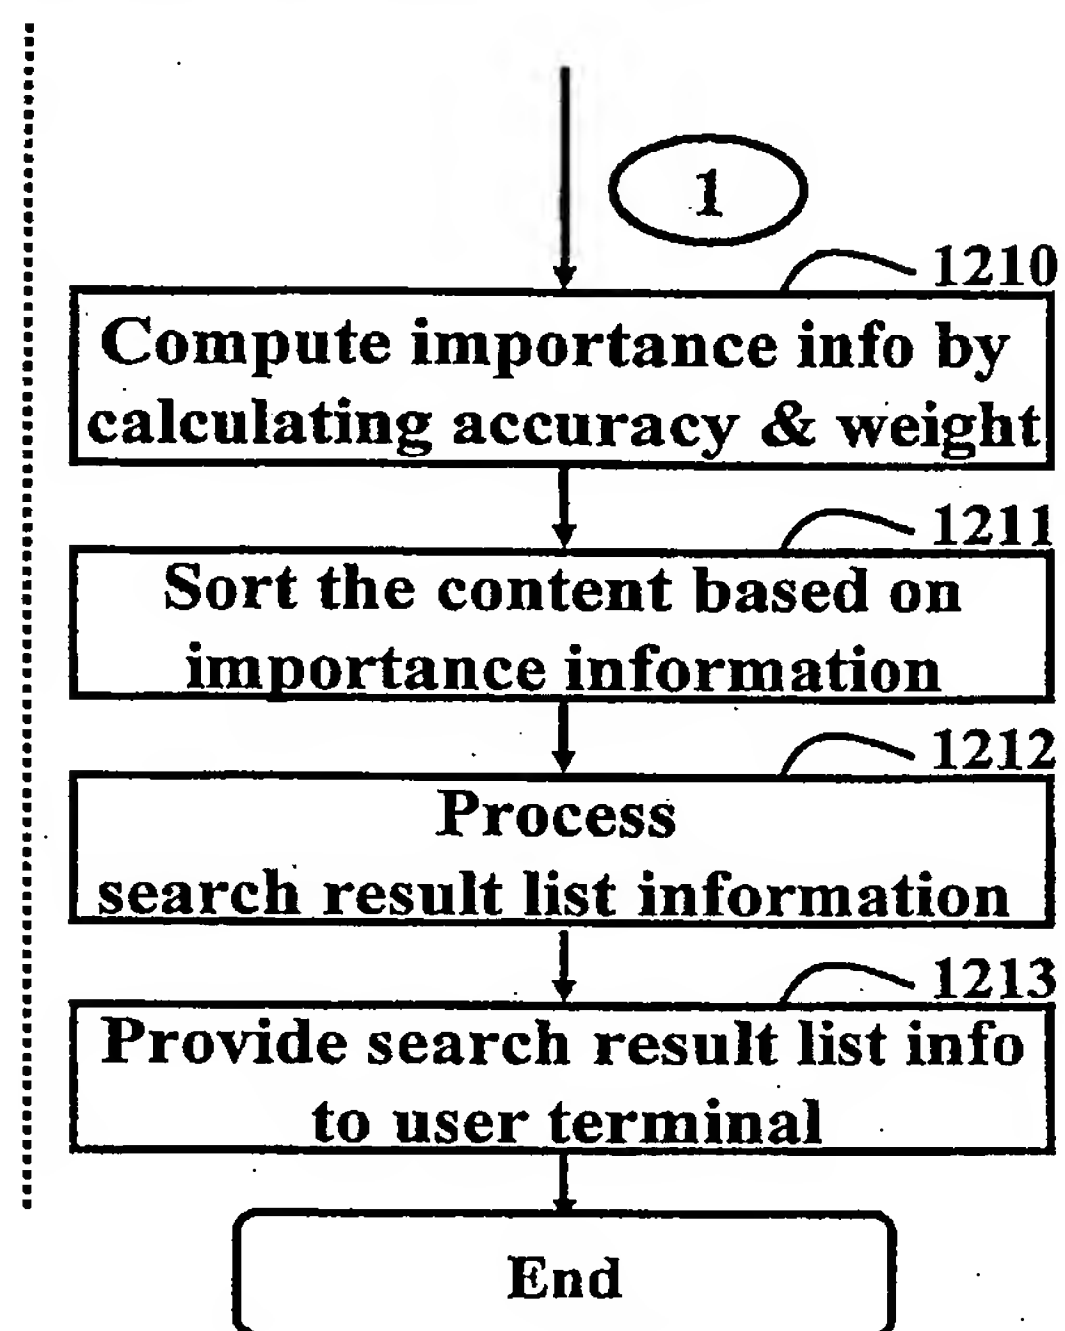 1
1210
Compute importance info by
calculating accuracy & weight
1211
Sort the content based on
importance information
1212
Process
search result list information
1213
Provide search result list info
to user terminal
End